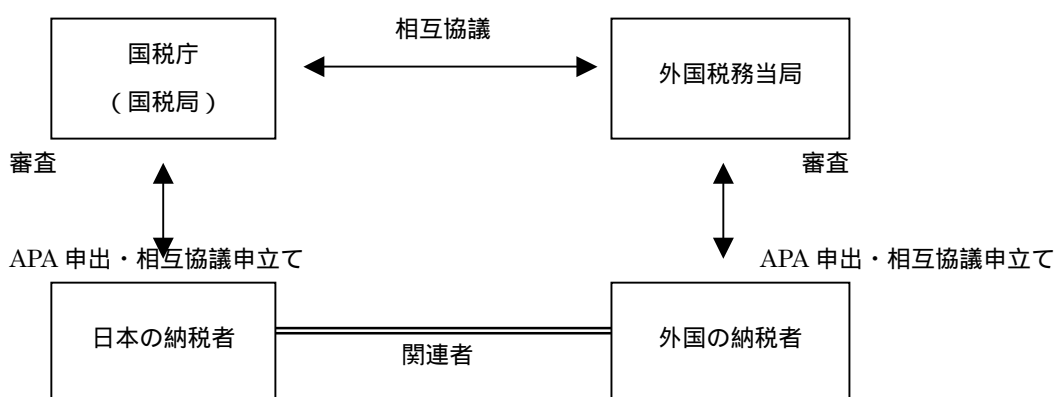 相互協議
国税庁
(国税局)
外国税務当局
審査
審査
APA 申出・相互協議申立て
APA 申出・相互協議申立て
日本の納税者
関連者
外国の納税者